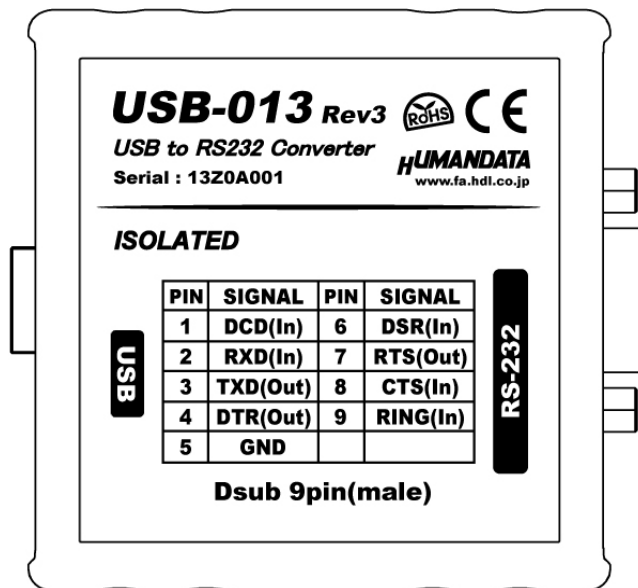 USB-013 Rev3 RoHS CE
USB to RS232 Converter
HUMANDATA
Serial : 13Z0A001
www.fa.hdl.co.jp
ISOLATED
USB
PIN SIGNAL PIN SIGNAL
1 DCD(In) 6 DSR(In)
2 RXD(In) 7 RTS(Out)
3 TXD(Out) 8 CTS(In)
4 DTR(Out) 9 RING(In)
5 GND
RS-232
Dsub 9pin(male)